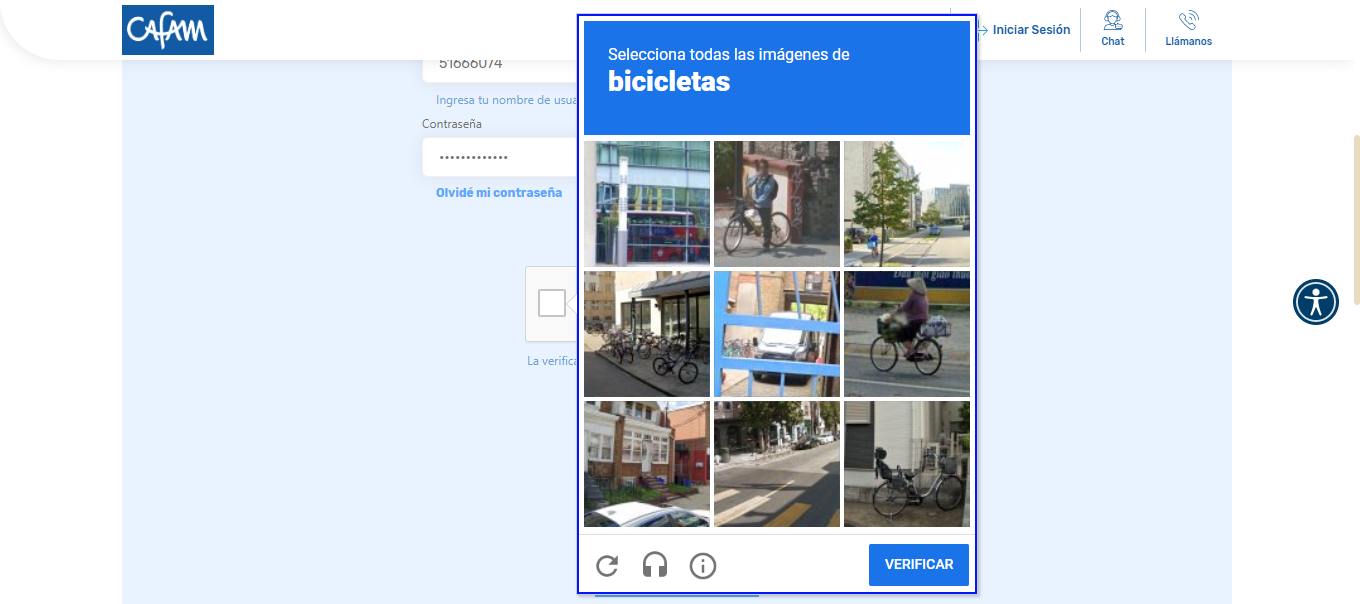 CAFAM
Iniciar Sesión
Chat
Llámanos
51666074
Ingresa tu nombre de usua
Contraseña
•••••••••••••
Olvidé mi contraseña
La verifica
Selecciona todas las imágenes de
bicicletas
VERIFICAR